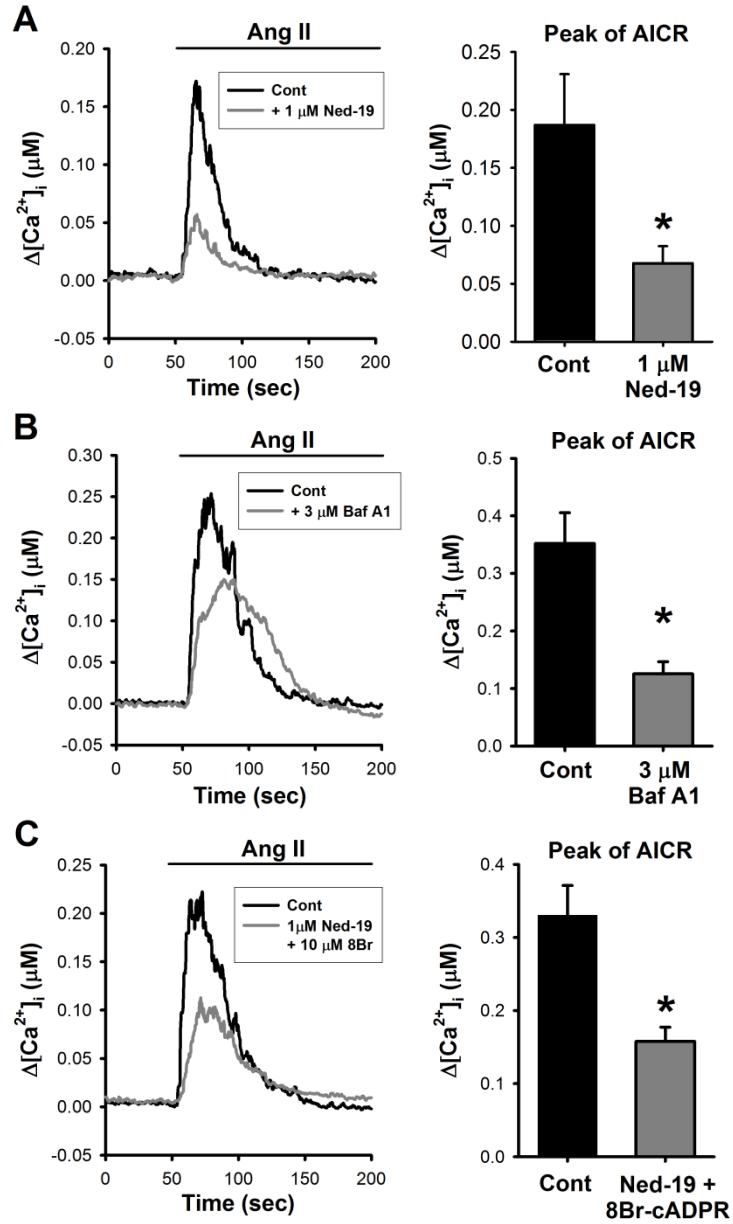 A
Ang II
0.20
0.15
0.10
0.05
0.00
-0.05
Δ[Ca²⁺]ᵢ (μM)
Cont
+ 1 μM Ned-19
0 50 100 150 200
Time (sec)
Peak of AICR
0.25
0.20
0.15
0.10
0.05
0.00
Δ[Ca²⁺]ᵢ (μM)
*
Cont
1 μM
Ned-19
B
Ang II
0.30
0.25
0.20
0.15
0.10
0.05
0.00
-0.05
Δ[Ca²⁺]ᵢ (μM)
Cont
+ 3 μM Baf A1
0 50 100 150 200
Time (sec)
Peak of AICR
0.5
0.4
0.3
0.2
0.1
0.0
Δ[Ca²⁺]ᵢ (μM)
*
Cont
3 μM
Baf A1
C
Ang II
0.25
0.20
0.15
0.10
0.05
0.00
-0.05
Δ[Ca²⁺]ᵢ (μM)
Cont
1μM Ned-19
+ 10 μM 8Br
0 50 100 150 200
Time (sec)
Peak of AICR
0.4
0.3
0.2
0.1
0.0
Δ[Ca²⁺]ᵢ (μM)
*
Cont
Ned-19 +
8Br-cADPR